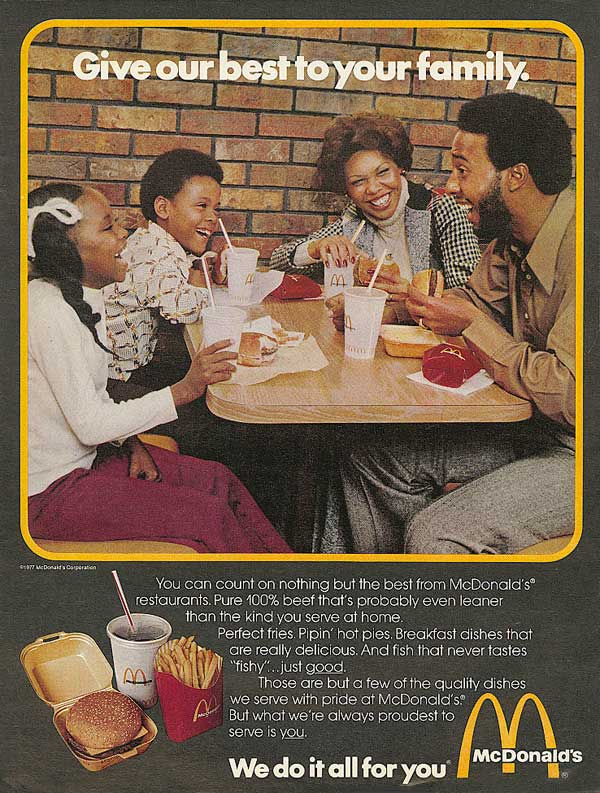 Give our best to your family.
©1977 McDonald's Corporation
You can count on nothing but the best from McDonald's®
restaurants. Pure 100% beef that's probably even leaner
than the kind you serve at home.
Perfect fries. Pipin' hot pies. Breakfast dishes that
are really delicious. And fish that never tastes
"fishy"...just good.
Those are but a few of the quality dishes
we serve with pride at McDonald's.®
But what we're always proudest to
serve is you.
We do it all for you®
McDonald's
®